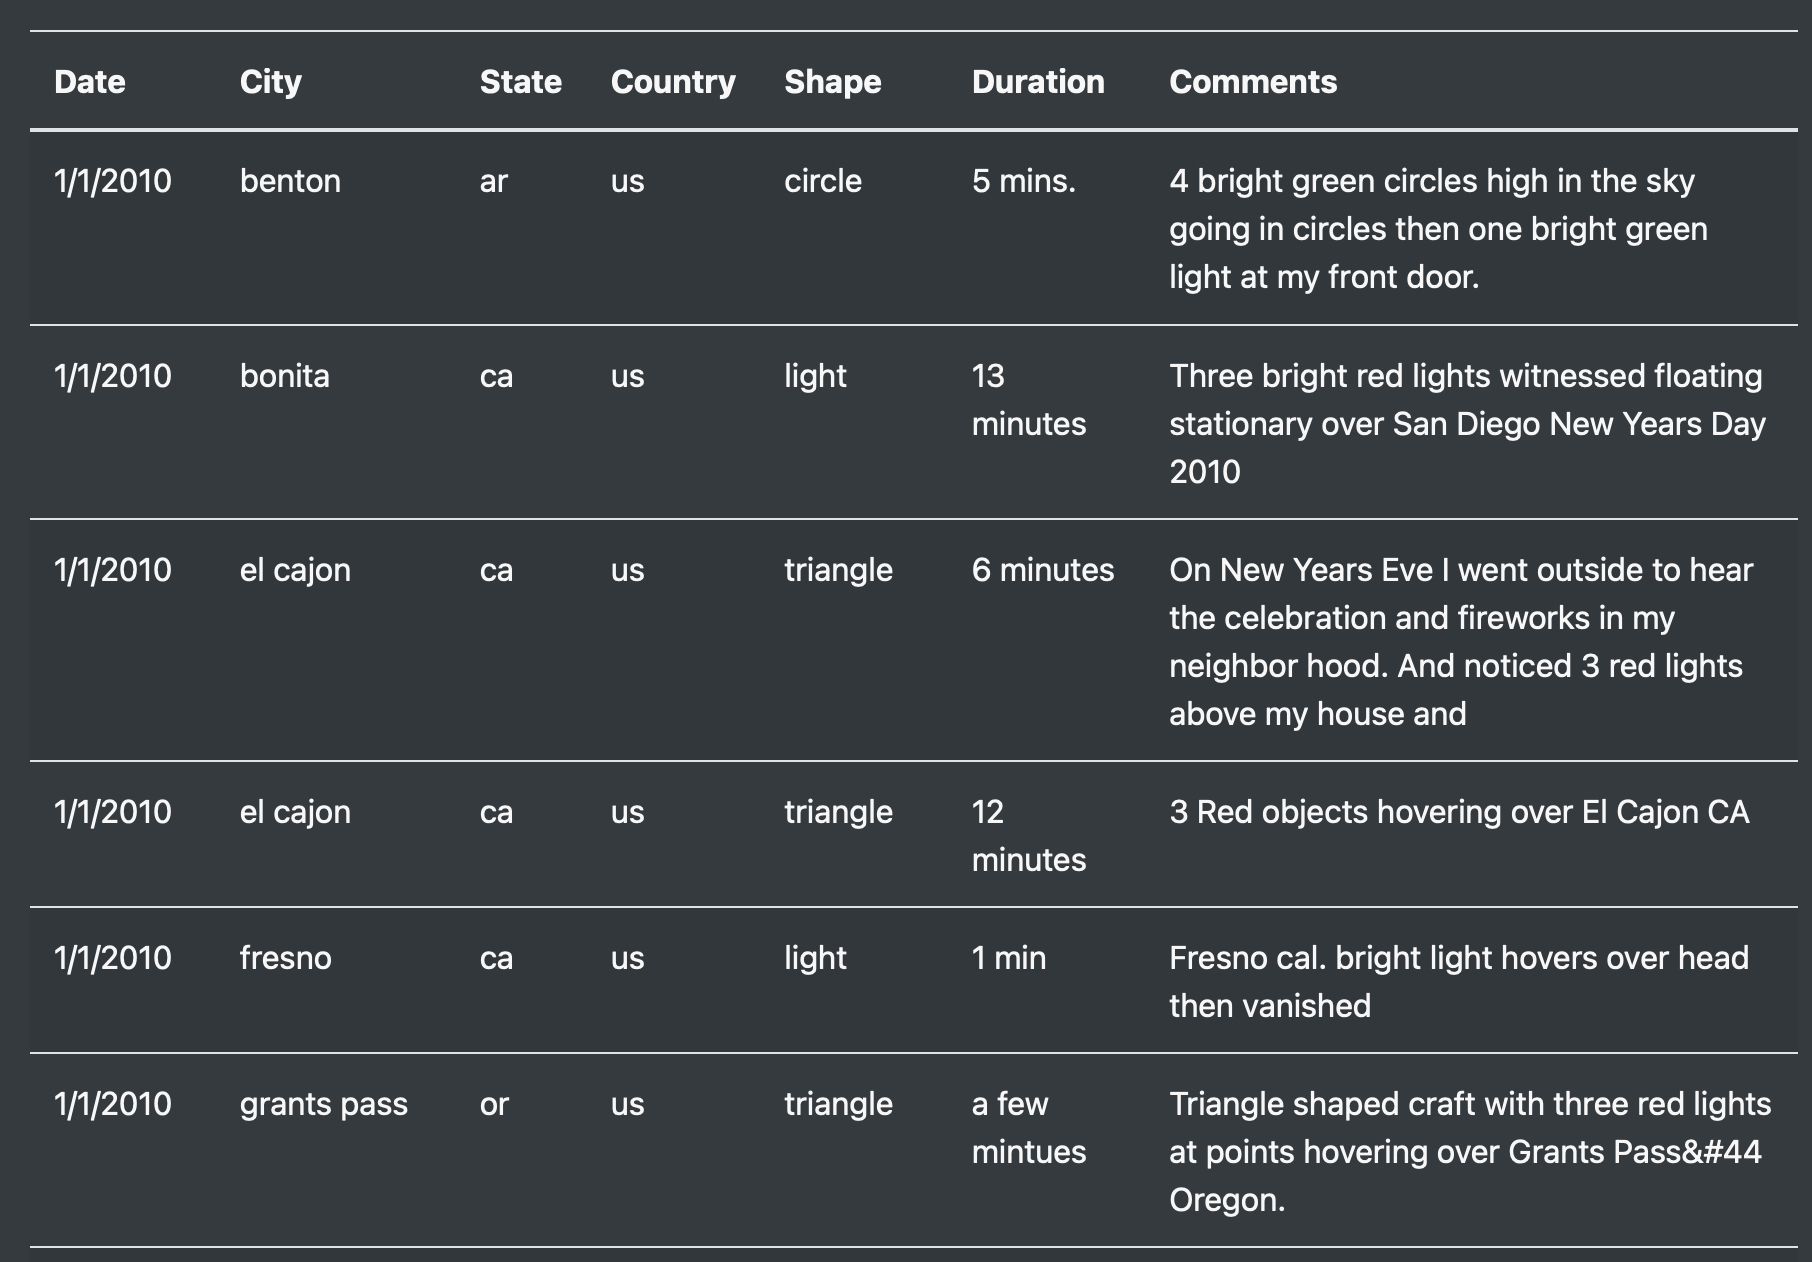 Date City State Country Shape Duration Comments
1/1/2010 benton ar us circle 5 mins. 4 bright green circles high in the sky
going in circles then one bright green
light at my front door.
1/1/2010 bonita ca us light 13 Three bright red lights witnessed floating
minutes stationary over San Diego New Years Day
2010
1/1/2010 el cajon ca us triangle 6 minutes On New Years Eve I went outside to hear
the celebration and fireworks in my
neighbor hood. And noticed 3 red lights
above my house and
1/1/2010 el cajon ca us triangle 12 3 Red objects hovering over El Cajon CA
minutes
1/1/2010 fresno ca us light 1 min Fresno cal. bright light hovers over head
then vanished
1/1/2010 grants pass or us triangle a few Triangle shaped craft with three red lights
mintues at points hovering over Grants Pass&#44
Oregon.